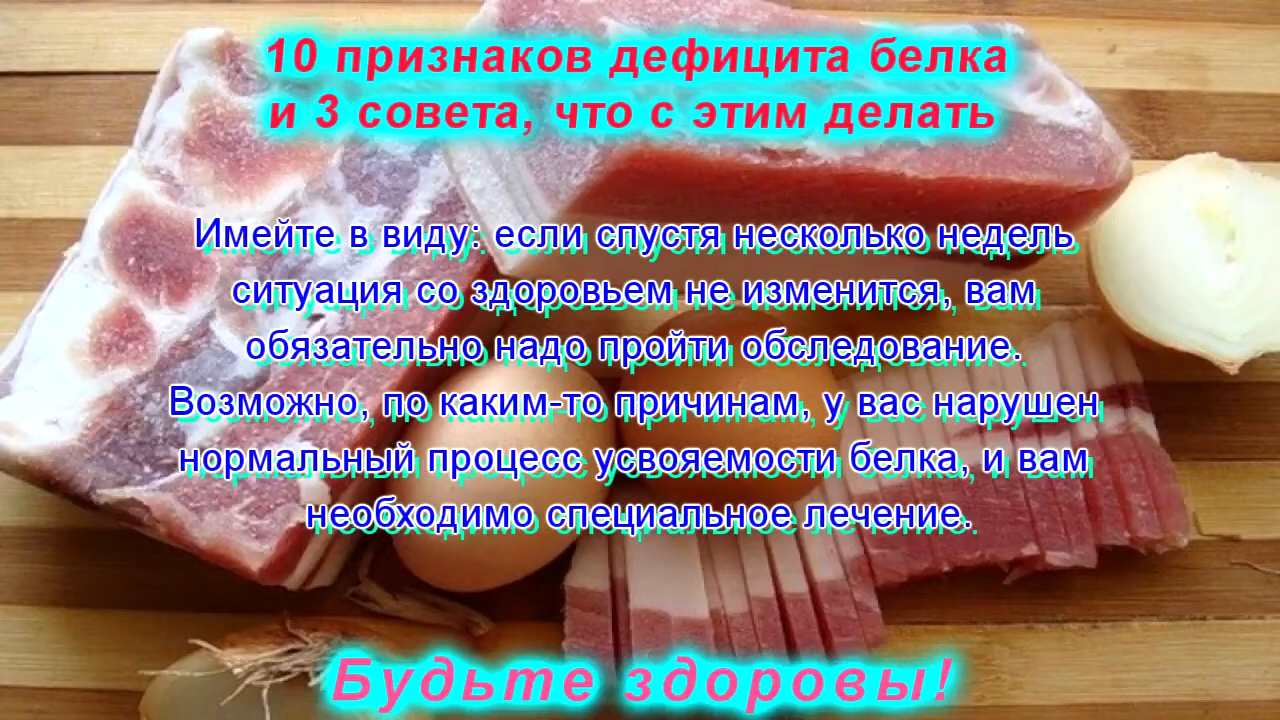 10 признаков дефицита белка
и 3 совета, что с этим делать
Имейте в виду: если спустя несколько недель
ситуация со здоровьем не изменится, вам
обязательно надо пройти обследование.
Возможно, по каким-то причинам, у вас нарушен
нормальный процесс усвояемости белка, и вам
необходимо специальное лечение.
Будьте здоровы!